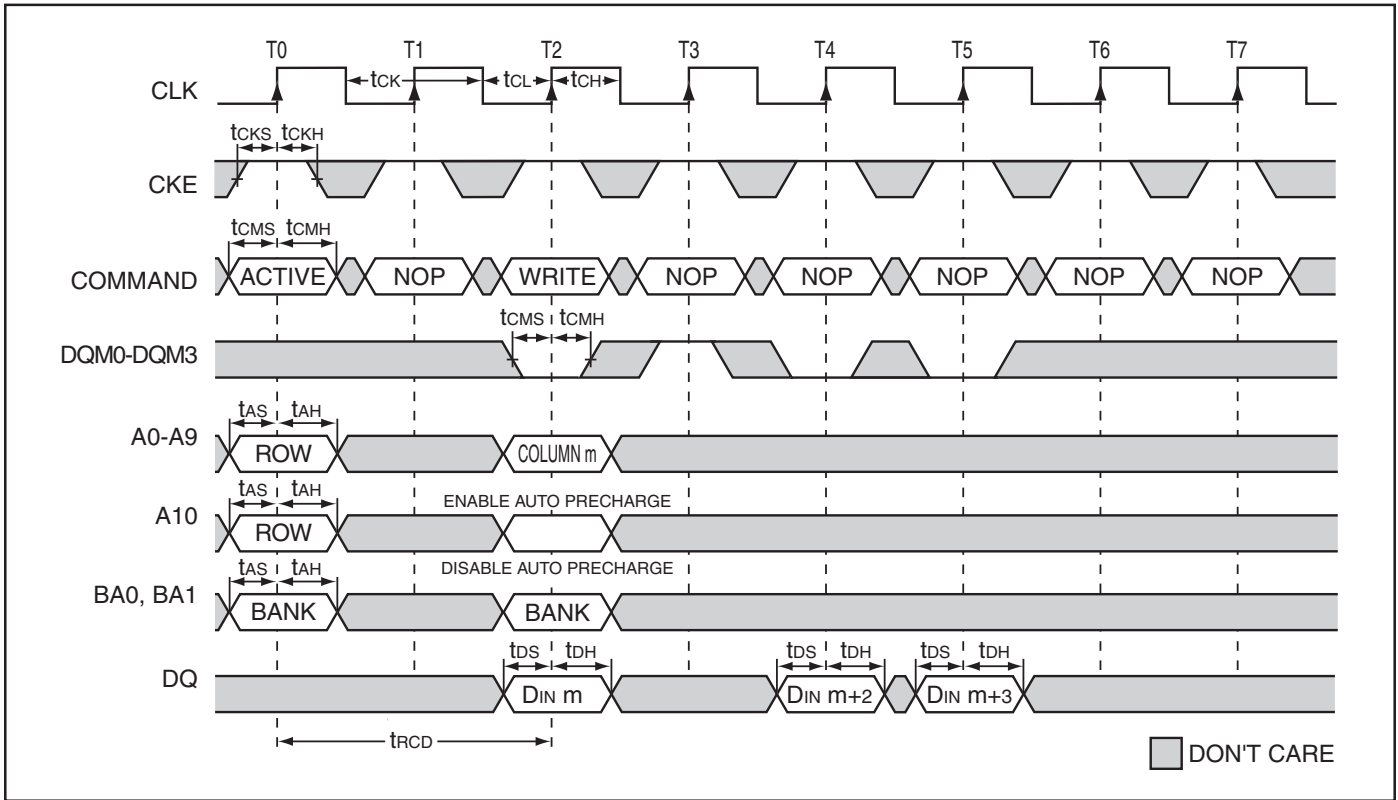 T0 T1 T2 T3 T4 T5 T6 T7
CLK tCK tCL tCH
tCKS tCKH
CKE
tCMS tCMH
COMMAND ACTIVE NOP WRITE NOP NOP NOP NOP NOP
tCMS tCMH
DQM0-DQM3
tAS tAH
A0-A9 ROW COLUMN m
tAS tAH ENABLE AUTO PRECHARGE
A10 ROW
tAS tAH DISABLE AUTO PRECHARGE
BA0, BA1 BANK BANK
tDS tDH tDS tDH tDS tDH
DQ DIN m DIN m+2 DIN m+3
tRCD
DON'T CARE